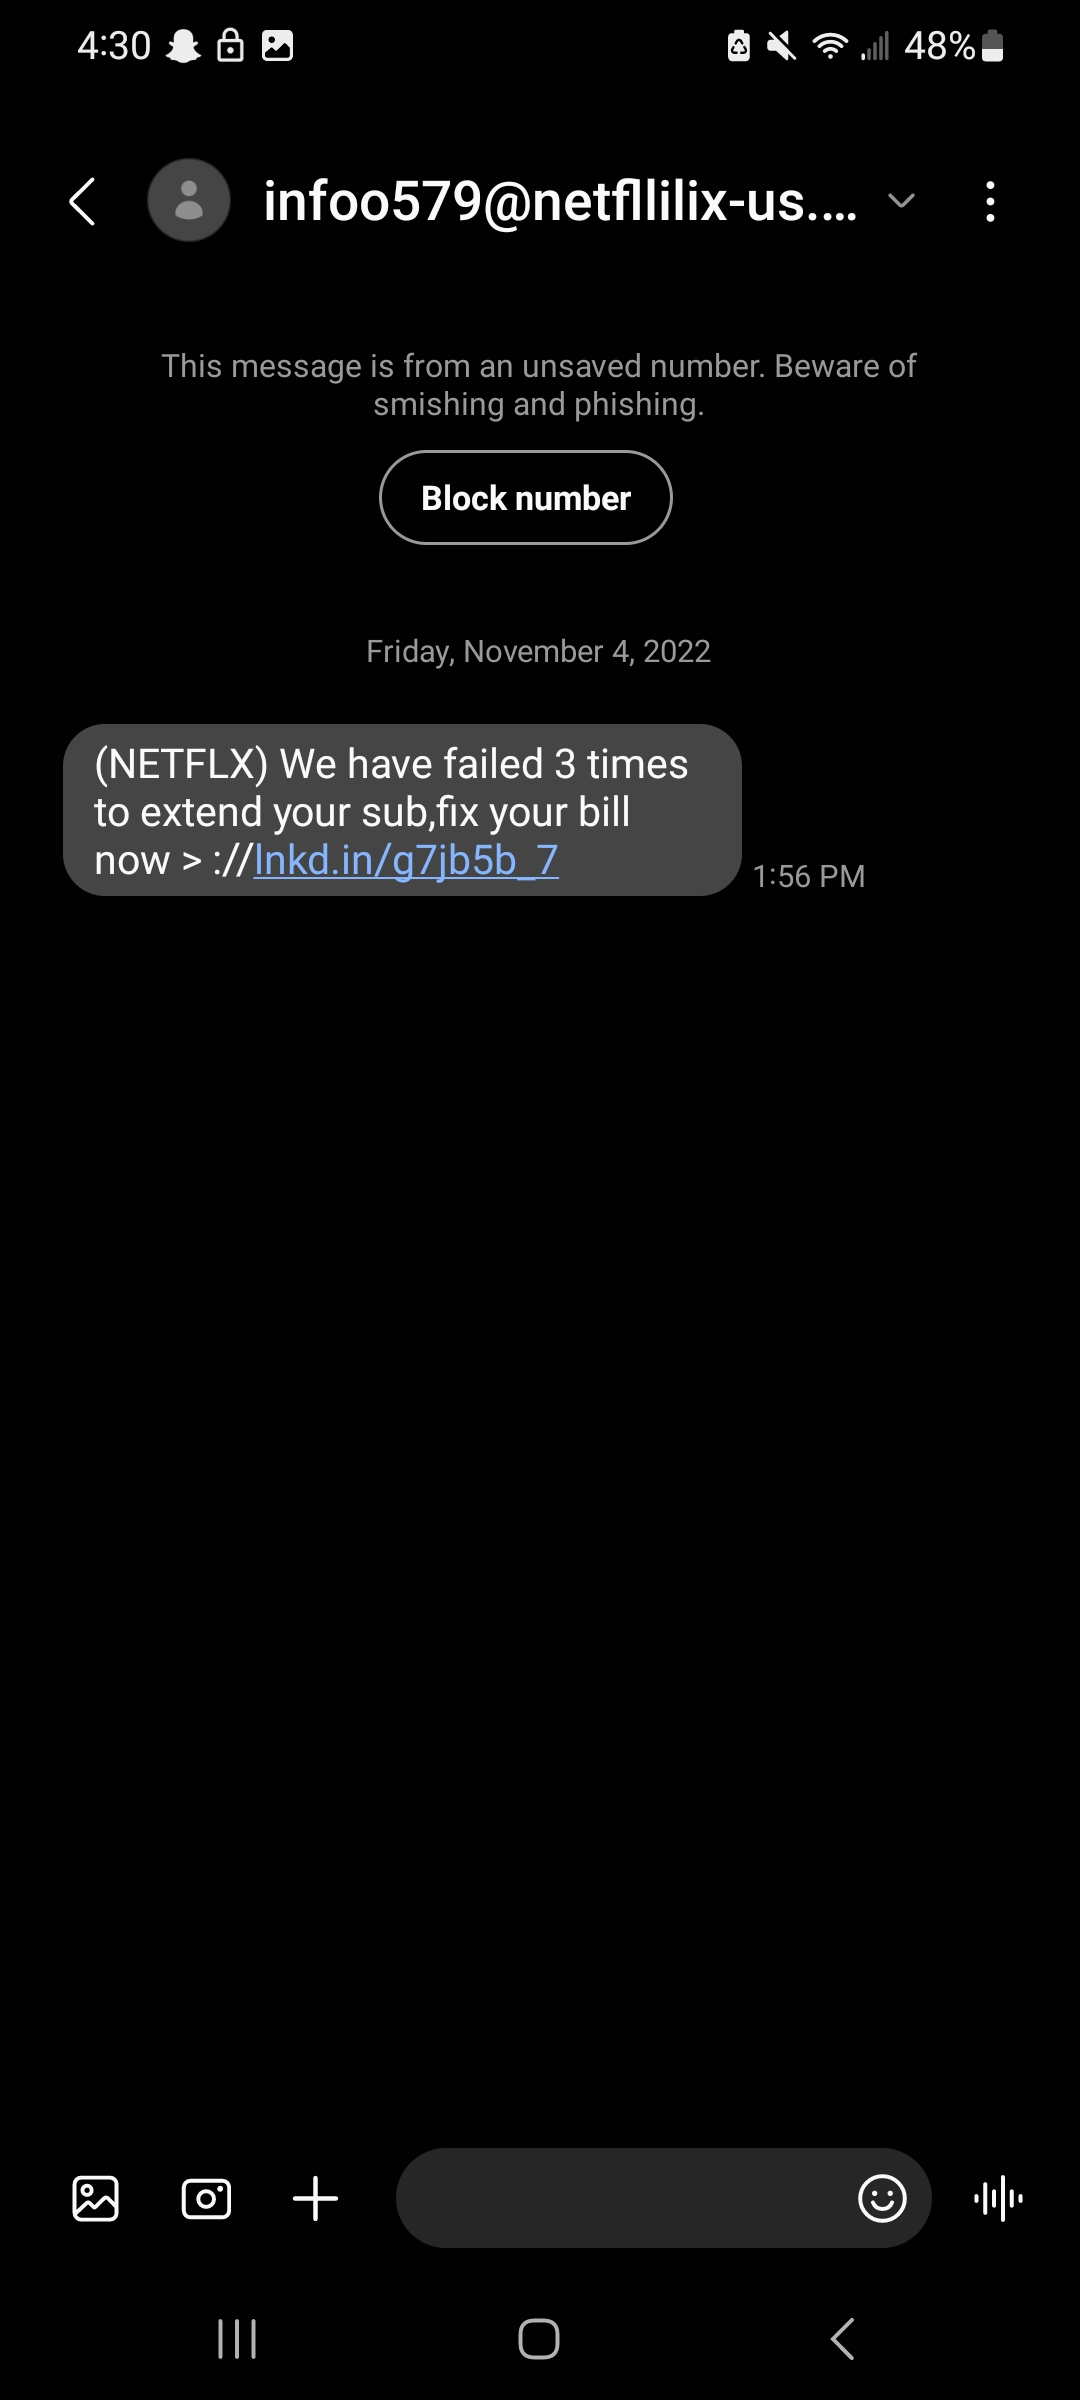 4:30
48%
infoo579@netfllilix-us....
This message is from an unsaved number. Beware of
smishing and phishing.
Block number
Friday, November 4, 2022
(NETFLX) We have failed 3 times
to extend your sub,fix your bill
now > ://lnkd.in/g7jb5b_7
1:56 PM